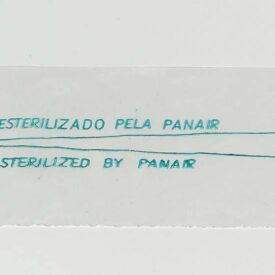 ESTERILIZADO PELA PANAIR
STERILIZED BY PANAIR